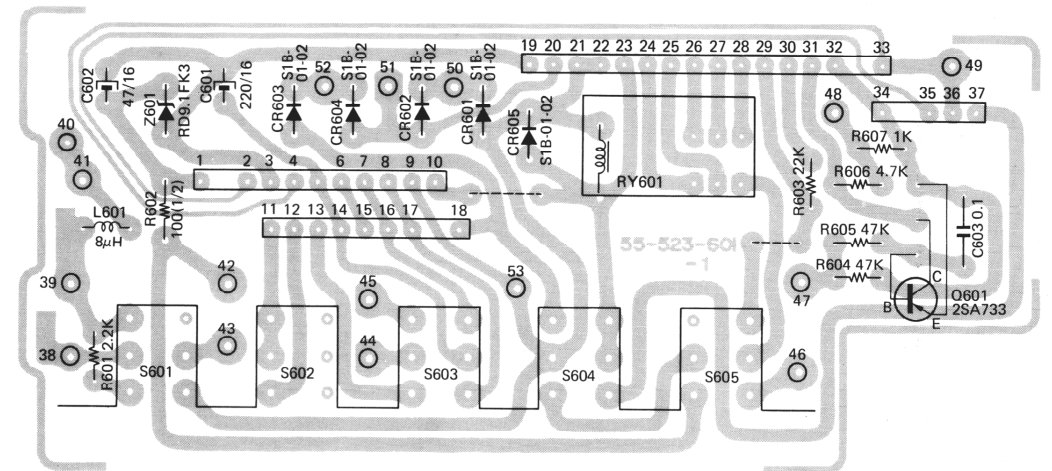 19 20 21 22 23 24 25 26 27 28 29 30 31 32 33
C602
47/16
Z601
RD9.1FK3
C601
220/16
CR603
S1B-
01-02
52
CR604
S1B-
01-02
51
CR602
S1B-
01-02
50
CR601
S1B-
01-02
CR605
S1B-01-02
49
48
34 35 36 37
40
41
R607 1K
1 2 3 4 6 7 8 9 10
RY601
R603 22K
R606 4.7K
R602
100(1/2)
L601
8μH
11 12 13 14 15 16 17 18
55-523-601
-1
R605 47K
C603 0.1
R604 47K
39
42
45
53
47
C
B
E
Q601
2SA733
38
R601 2.2K
43
44
46
S601
S602
S603
S604
S605